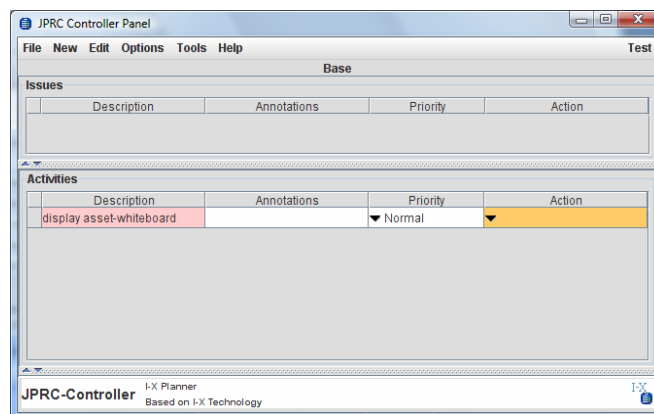 JPRC Controller Panel
File New Edit Options Tools Help Test
Base
Issues
Description Annotations Priority Action
Activities
Description Annotations Priority Action
display asset-whiteboard Normal
JPRC-Controller
I-X Planner
Based on I-X Technology
I-X